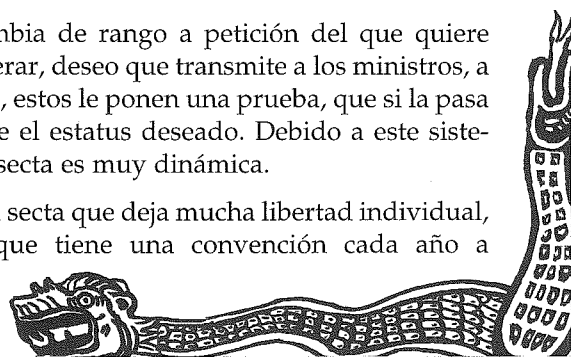 mbia de rango a petición del que quiere
erar, deseo que transmite a los ministros, a
, estos le ponen una prueba, que si la pasa
e el estatus deseado. Debido a este siste-
secta es muy dinámica.
secta que deja mucha libertad individual,
que tiene una convención cada año a